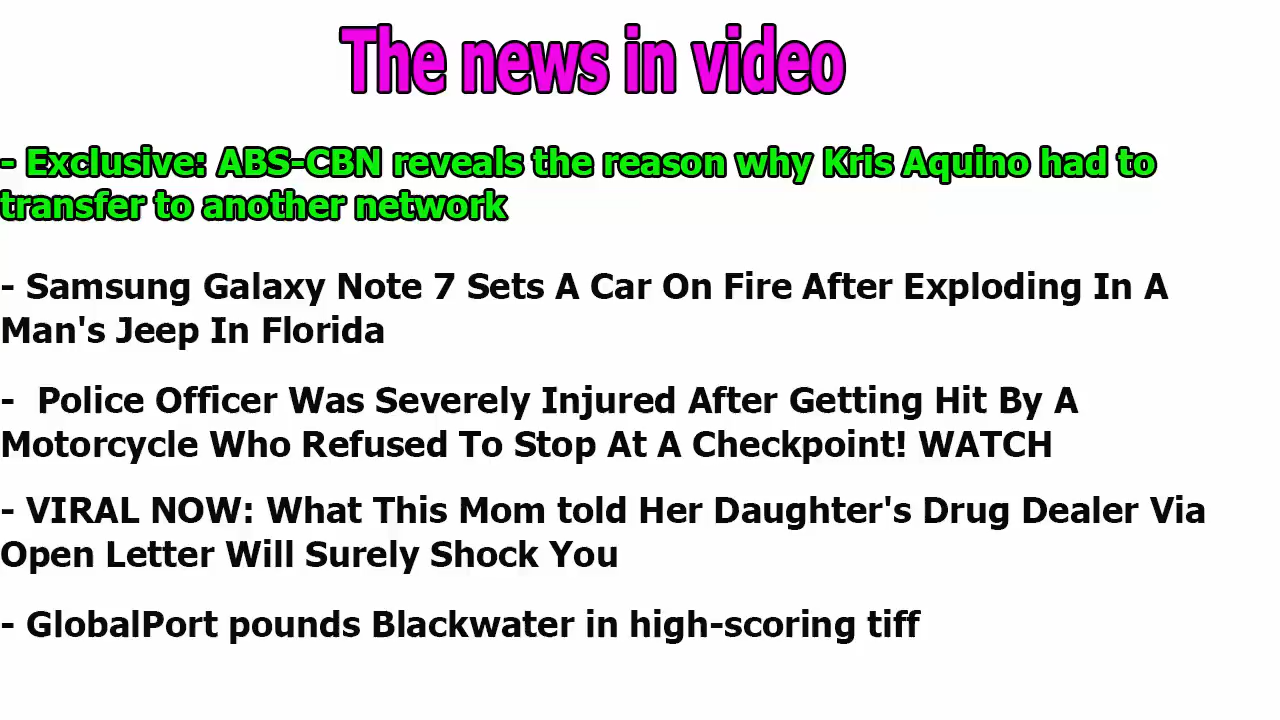 The news in video
- Exclusive: ABS-CBN reveals the reason why Kris Aquino had to
transfer to another network
- Samsung Galaxy Note 7 Sets A Car On Fire After Exploding In A
Man's Jeep In Florida
-  Police Officer Was Severely Injured After Getting Hit By A
Motorcycle Who Refused To Stop At A Checkpoint! WATCH
- VIRAL NOW: What This Mom told Her Daughter's Drug Dealer Via
Open Letter Will Surely Shock You
- GlobalPort pounds Blackwater in high-scoring tiff